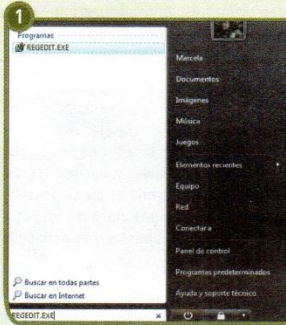 1
Programas
REGEDIT.EXE
Buscar en todas partes
Buscar en Internet
REGEDIT.EXE
Marcela
Documentos
Imágenes
Música
Juegos
Elementos recientes
Equipo
Red
Conectar a
Panel de control
Programas predeterminados
Ayuda y soporte técnico